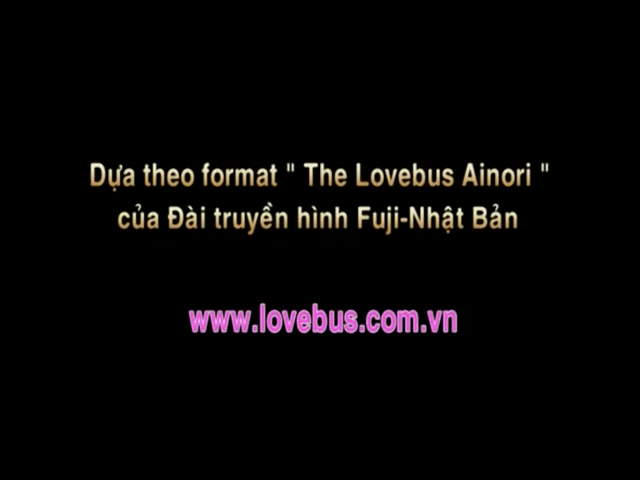 Dựa theo format " The Lovebus Ainori "
của Đài truyền hình Fuji-Nhật Bản
www.lovebus.com.vn